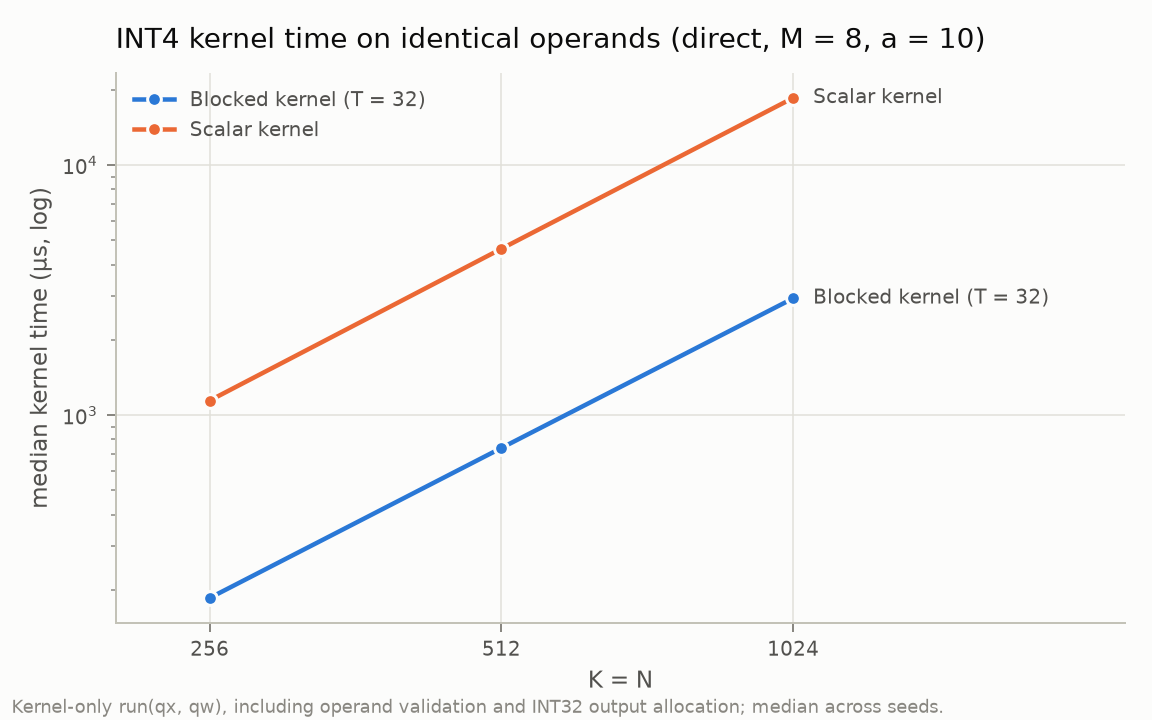 INT4 kernel time on identical operands (direct, M = 8, a = 10)
Blocked kernel (T = 32)
Scalar kernel
Scalar kernel
Blocked kernel (T = 32)
median kernel time (µs, log)
10⁴
10³
256 512 1024
K = N
Kernel-only run(qx, qw), including operand validation and INT32 output allocation; median across seeds.